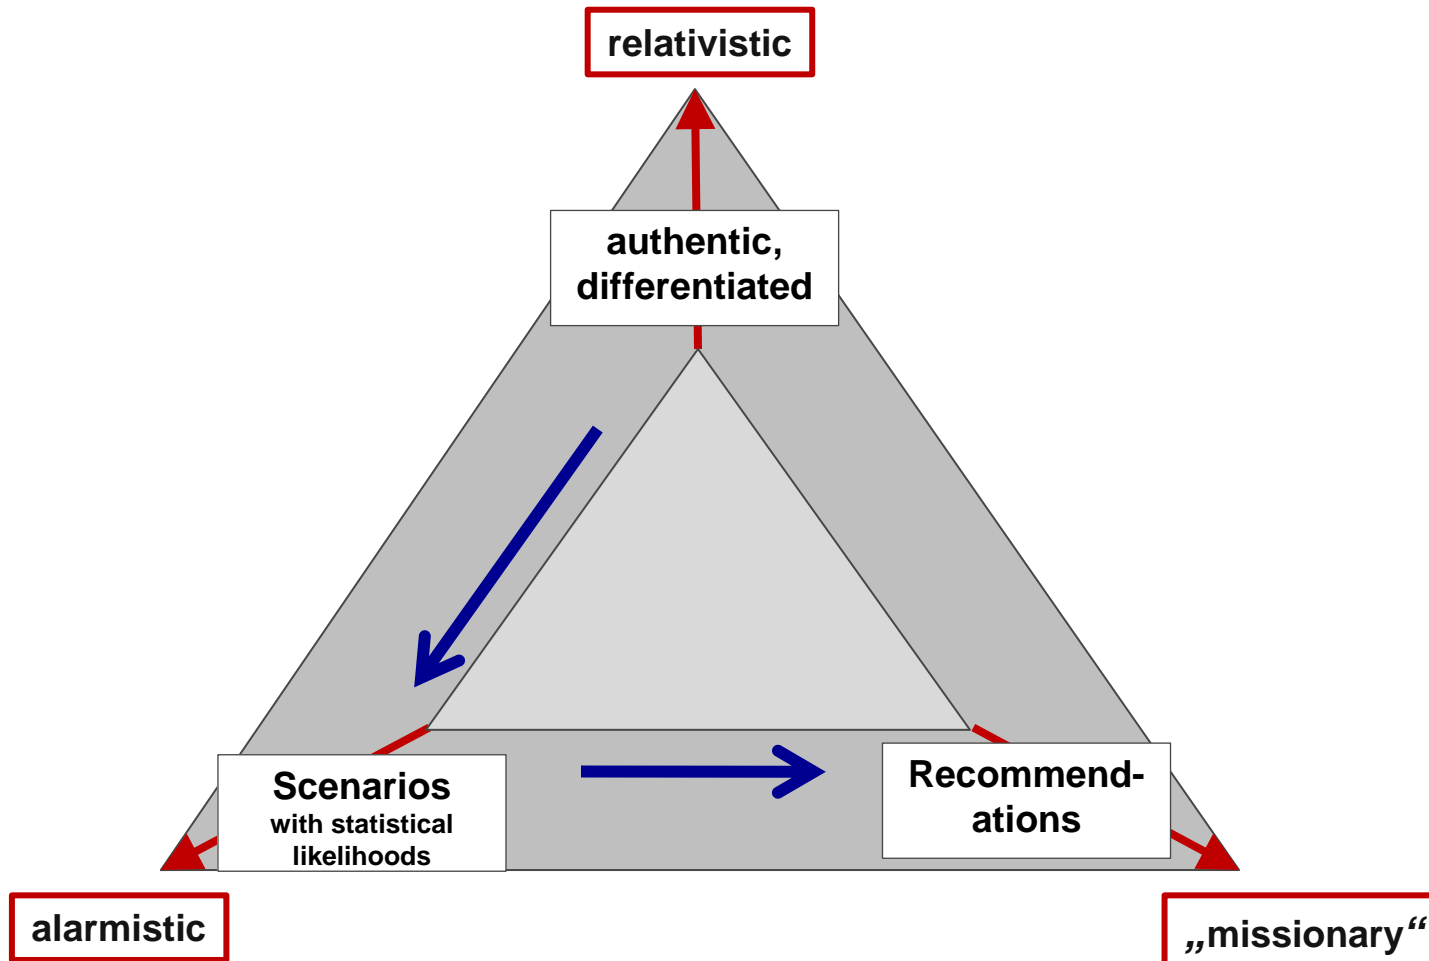 relativistic
authentic,
differentiated
Scenarios
with statistical
likelihoods
Recommend-
ations
alarmistic
„missionary“